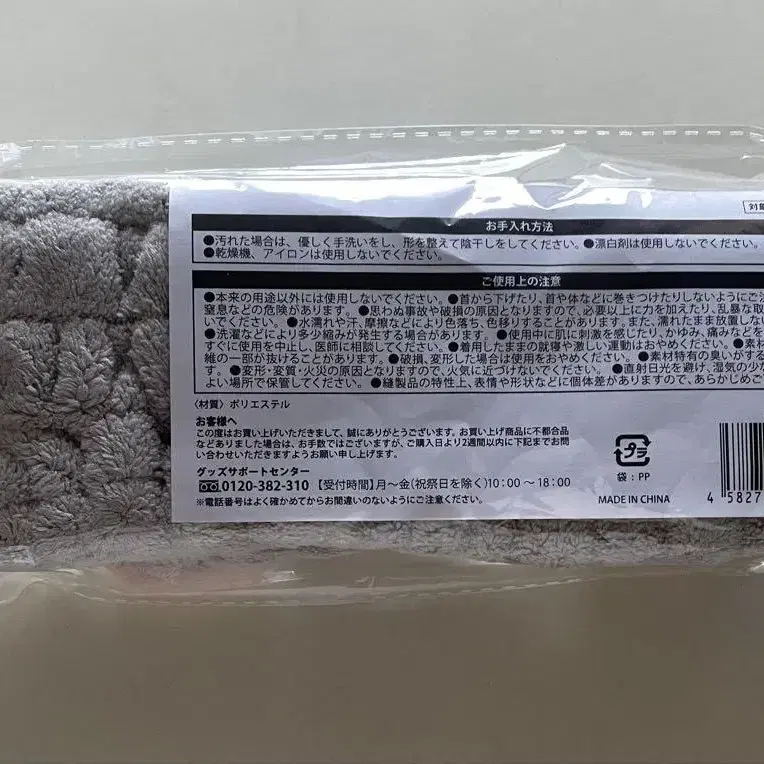 対象
お手入れ方法
●汚れた場合は、優しく手洗いをし、形を整えて陰干しをしてください。●漂白剤は使用しないでください。
●乾燥機、アイロンは使用しないでください。
ご使用上の注意
●本来の用途以外には使用しないでください。●首から下げたり、首や体などに巻きつけたりしないようにご注
窒息などの危険があります。●思わぬ事故や破損の原因となりますので、必要以上に力を加えたり、乱暴な取
いでください。●水濡れや汗、摩擦などにより色落ち、色移りすることがあります。また、濡れたまま放置しない
●洗濯などにより多少縮みが発生する場合があります。●使用中に肌に刺激を感じたり、かゆみ、痛みなどを
すぐに使用を中止し、医師に相談してください。●着用したままの就寝や激しい運動はおやめください。●素材
維の一部が抜けることがあります。●破損、変形した場合は使用をおやめください。●素材特有の臭いがする
す。●変形・変質・火災の原因となりますので、火気に近づけないでください。●直射日光を避け、湿気の少な
よい場所で保管してください。●縫製品の特性上、表情や形状などに個体差がありますので、あらかじめご
〈材質〉ポリエステル
お客様へ
この度はお買い上げいただきまして、誠にありがとうございます。お買い上げ商品に不都合品
などありました場合は、お手数ではございますが、ご購入日より2週間以内に下記までお問
い合わせいただきますようお願い申し上げます。
グッズサポートセンター
0120-382-310【受付時間】月～金(祝祭日を除く)10:00～18:00
※電話番号はよく確かめてからお間違いのないようにご注意ください。
プラ
袋：PP
MADE IN CHINA
4 5827